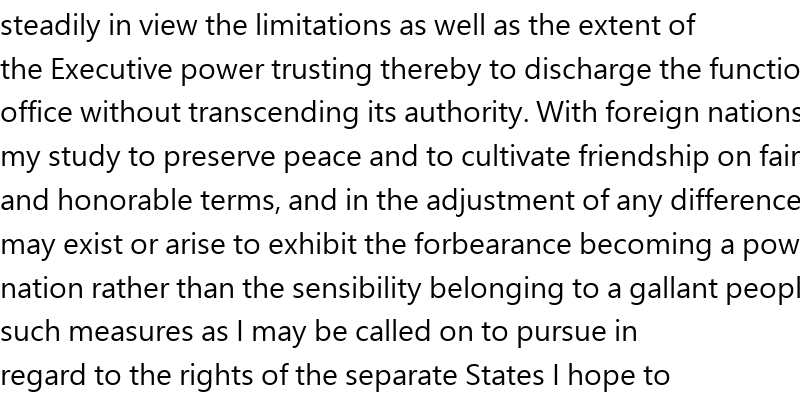 steadily in view the limitations as well as the extent of
the Executive power trusting thereby to discharge the functio
office without transcending its authority. With foreign nations
my study to preserve peace and to cultivate friendship on fair
and honorable terms, and in the adjustment of any difference
may exist or arise to exhibit the forbearance becoming a pow
nation rather than the sensibility belonging to a gallant peopl
such measures as I may be called on to pursue in
regard to the rights of the separate States I hope to